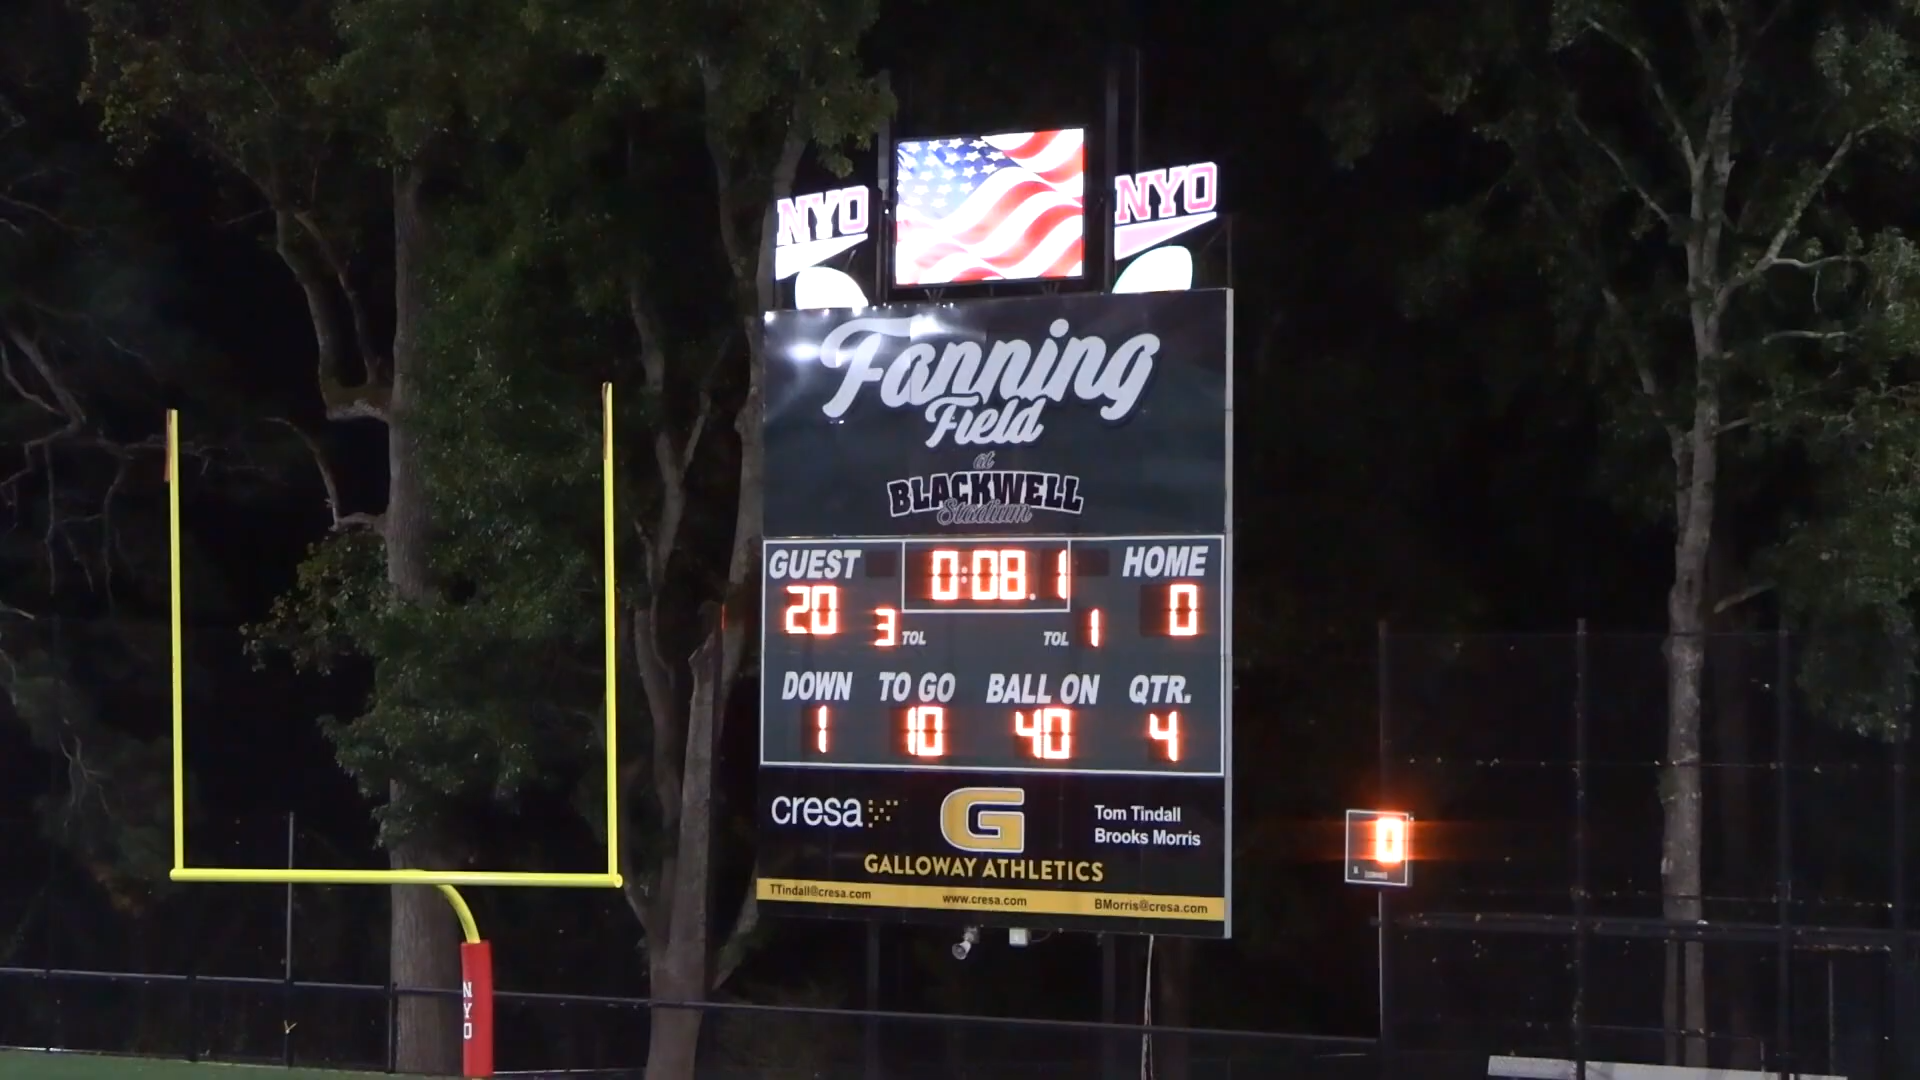 NYO
NYO
Fanning
Field
at
BLACKWELL
Stadium
GUEST 0:08.1 HOME
20 3 TOL TOL 1 0
DOWN TO GO BALL ON QTR.
1 10 40 4
cresa
G
Tom Tindall
Brooks Morris
GALLOWAY ATHLETICS
TTindall@cresa.com www.cresa.com BMorris@cresa.com
0
NYO